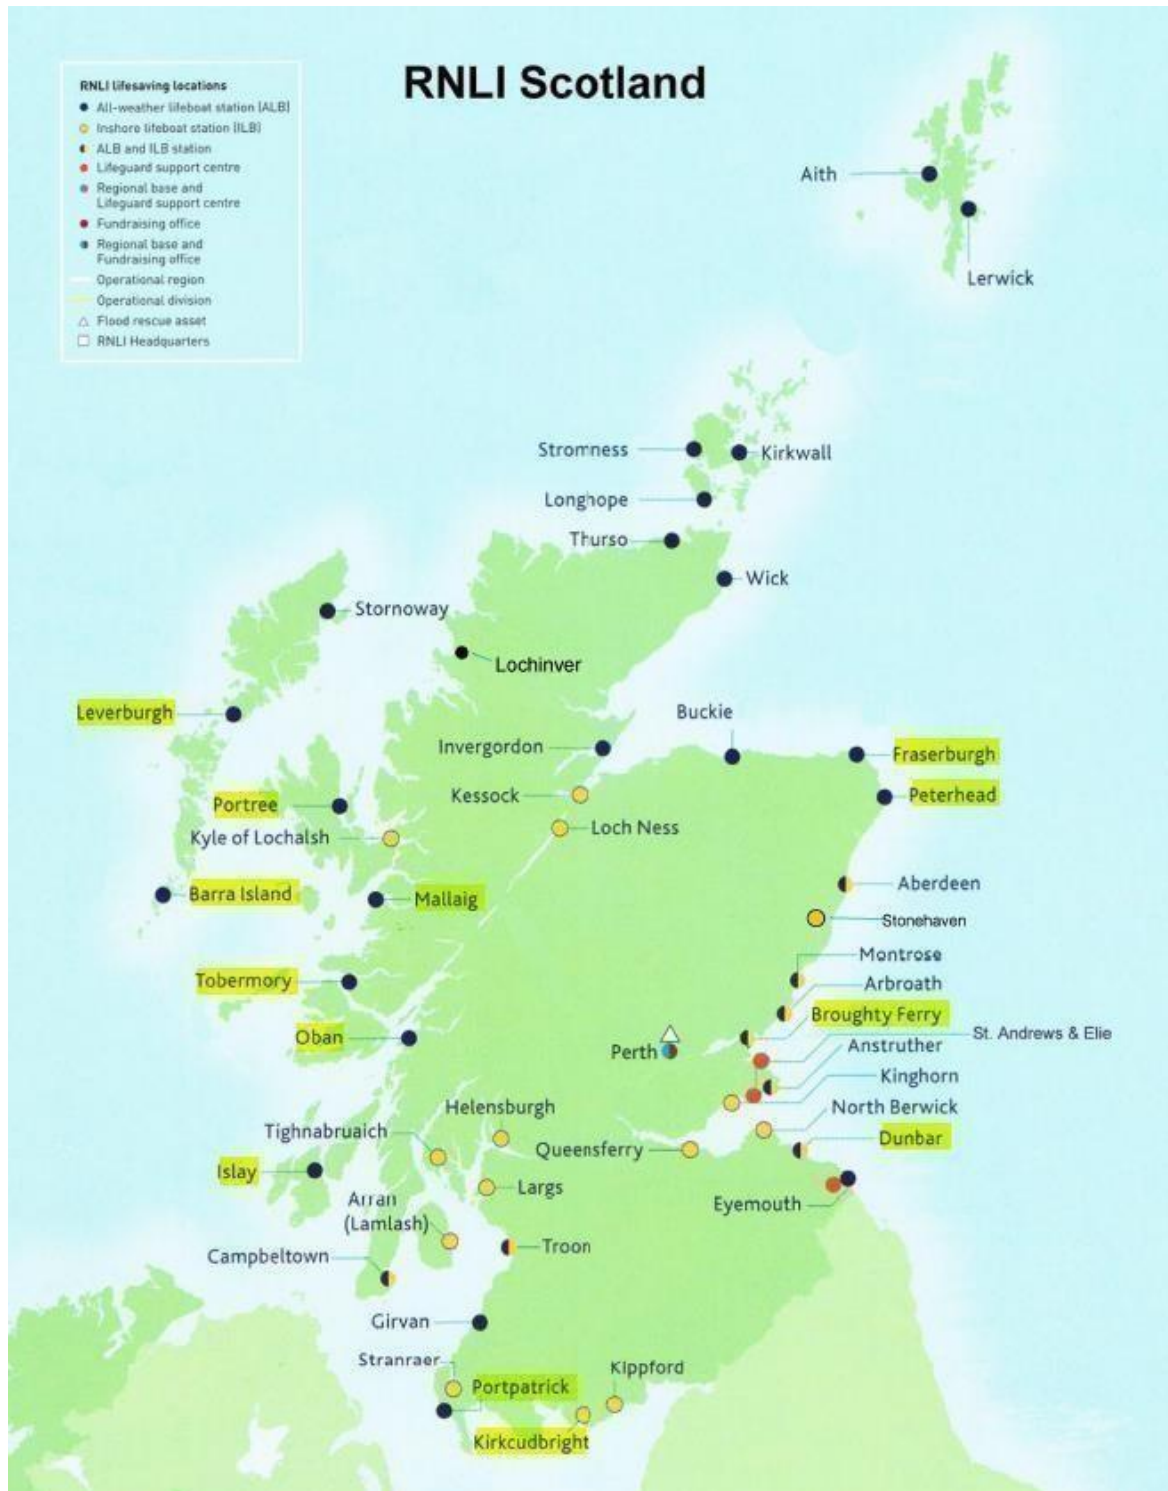 RNLI Scotland
RNLI lifesaving locations
All-weather lifeboat station (ALB)
Inshore lifeboat station (ILB)
ALB and ILB station
Lifeguard support centre
Regional base and
Lifeguard support centre
Fundraising office
Regional base and
Fundraising office
Operational region
Operational division
Flood rescue asset
RNLI Headquarters
Aith
Lerwick
Stromness
Kirkwall
Longhope
Thurso
Wick
Stornoway
Lochinver
Leverburgh
Buckie
Invergordon
Fraserburgh
Kessock
Peterhead
Portree
Loch Ness
Kyle of Lochalsh
Aberdeen
Barra Island
Mallaig
Stonehaven
Montrose
Tobermory
Arbroath
Broughty Ferry
St. Andrews & Elie
Oban
Anstruther
Perth
Kinghorn
Helensburgh
North Berwick
Tighnabruaich
Dunbar
Queensferry
Islay
Largs
Arran
(Lamlash)
Eyemouth
Troon
Campbeltown
Girvan
Stranraer
Kippford
Portpatrick
Kirkcudbright